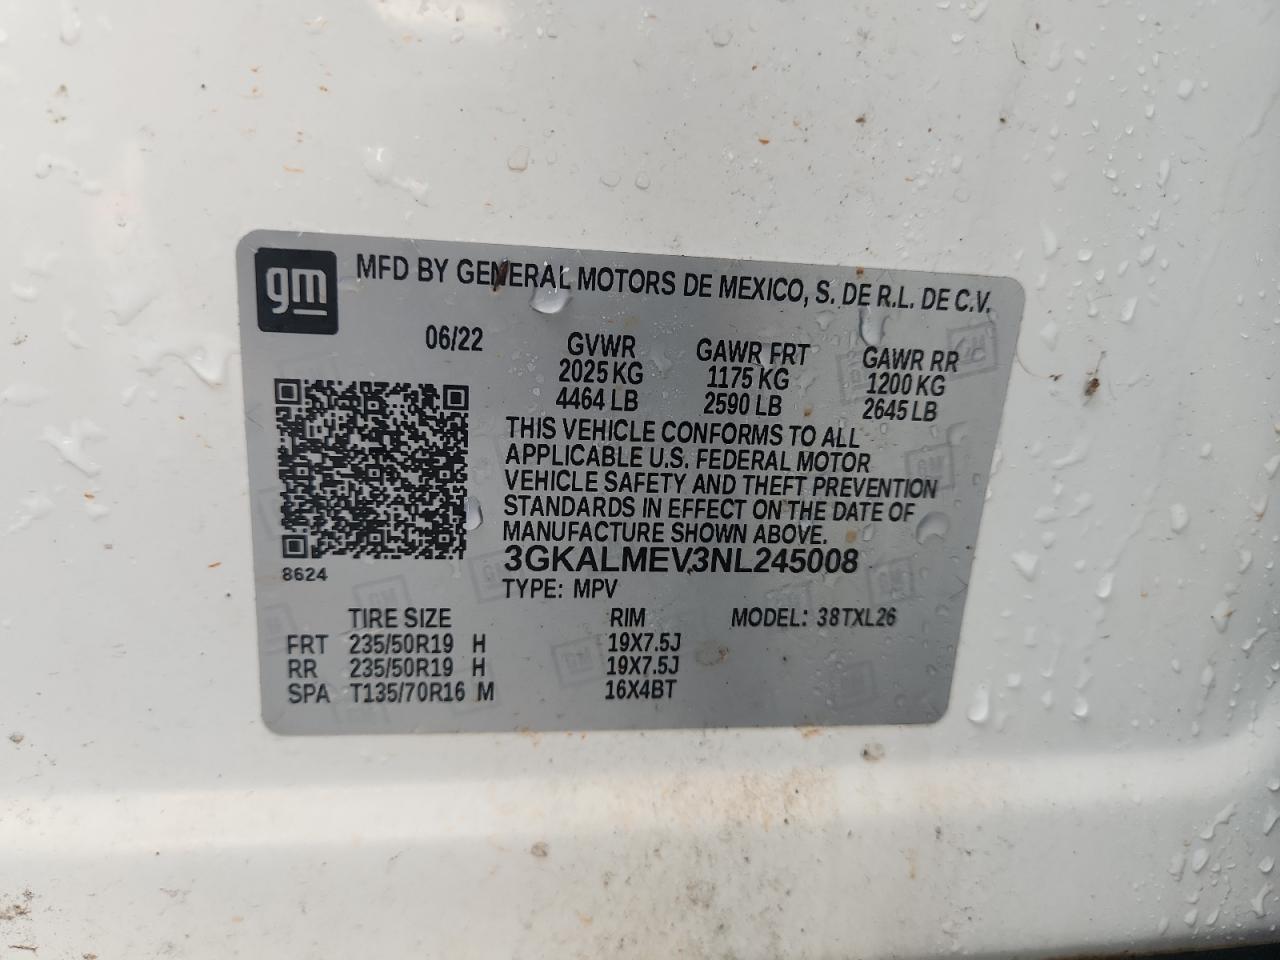 gm MFD BY GENERAL MOTORS DE MEXICO, S. DE R.L. DE C.V.
06/22 GVWR GAWR FRT GAWR RR
2025 KG 1175 KG 1200 KG
4464 LB 2590 LB 2645 LB
THIS VEHICLE CONFORMS TO ALL
APPLICABLE U.S. FEDERAL MOTOR
VEHICLE SAFETY AND THEFT PREVENTION
STANDARDS IN EFFECT ON THE DATE OF
MANUFACTURE SHOWN ABOVE.
3GKALMEV3NL245008
8624
TYPE: MPV
TIRE SIZE RIM MODEL: 38TXL26
FRT 235/50R19 H 19X7.5J
RR 235/50R19 H 19X7.5J
SPA T135/70R16 M 16X4BT